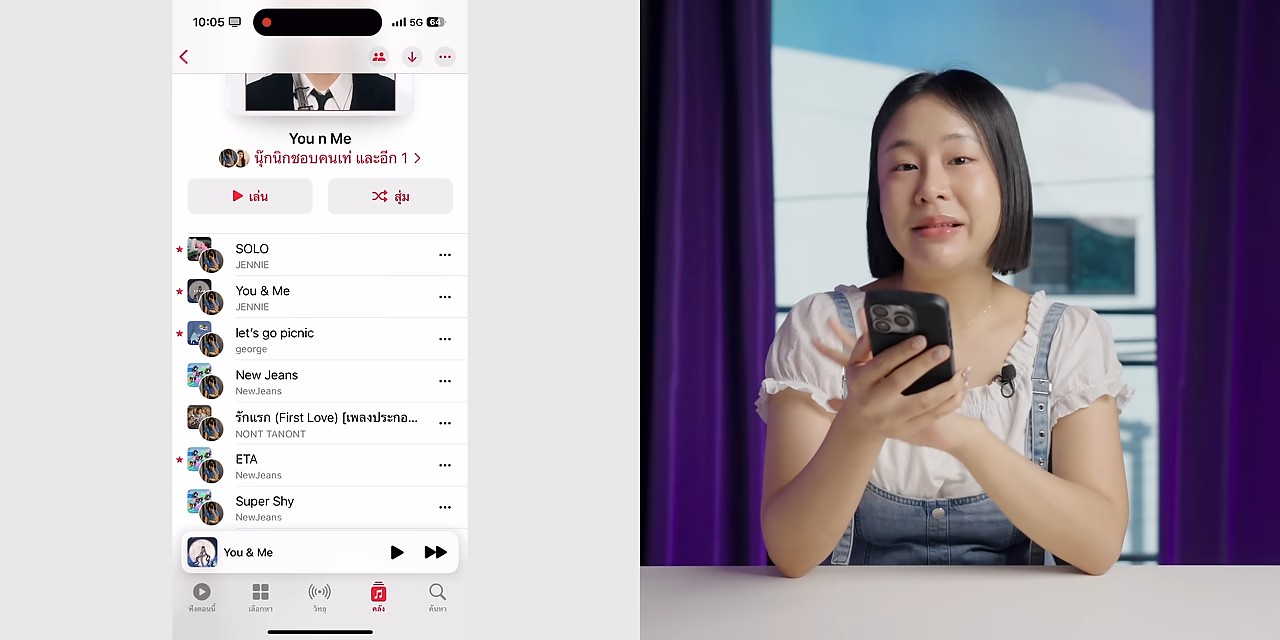 10:05
5G 64
You n Me
นุ๊กนิกชอบคนเท่ และอีก 1
เล่น
สุ่ม
SOLO
JENNIE
You & Me
JENNIE
let's go picnic
george
New Jeans
NewJeans
รักแรก (First Love) [เพลงประกอ...
NONT TANONT
ETA
NewJeans
Super Shy
NewJeans
You & Me
ฟังตอนนี้
เลือกหา
วิทยุ
คลัง
ค้นหา